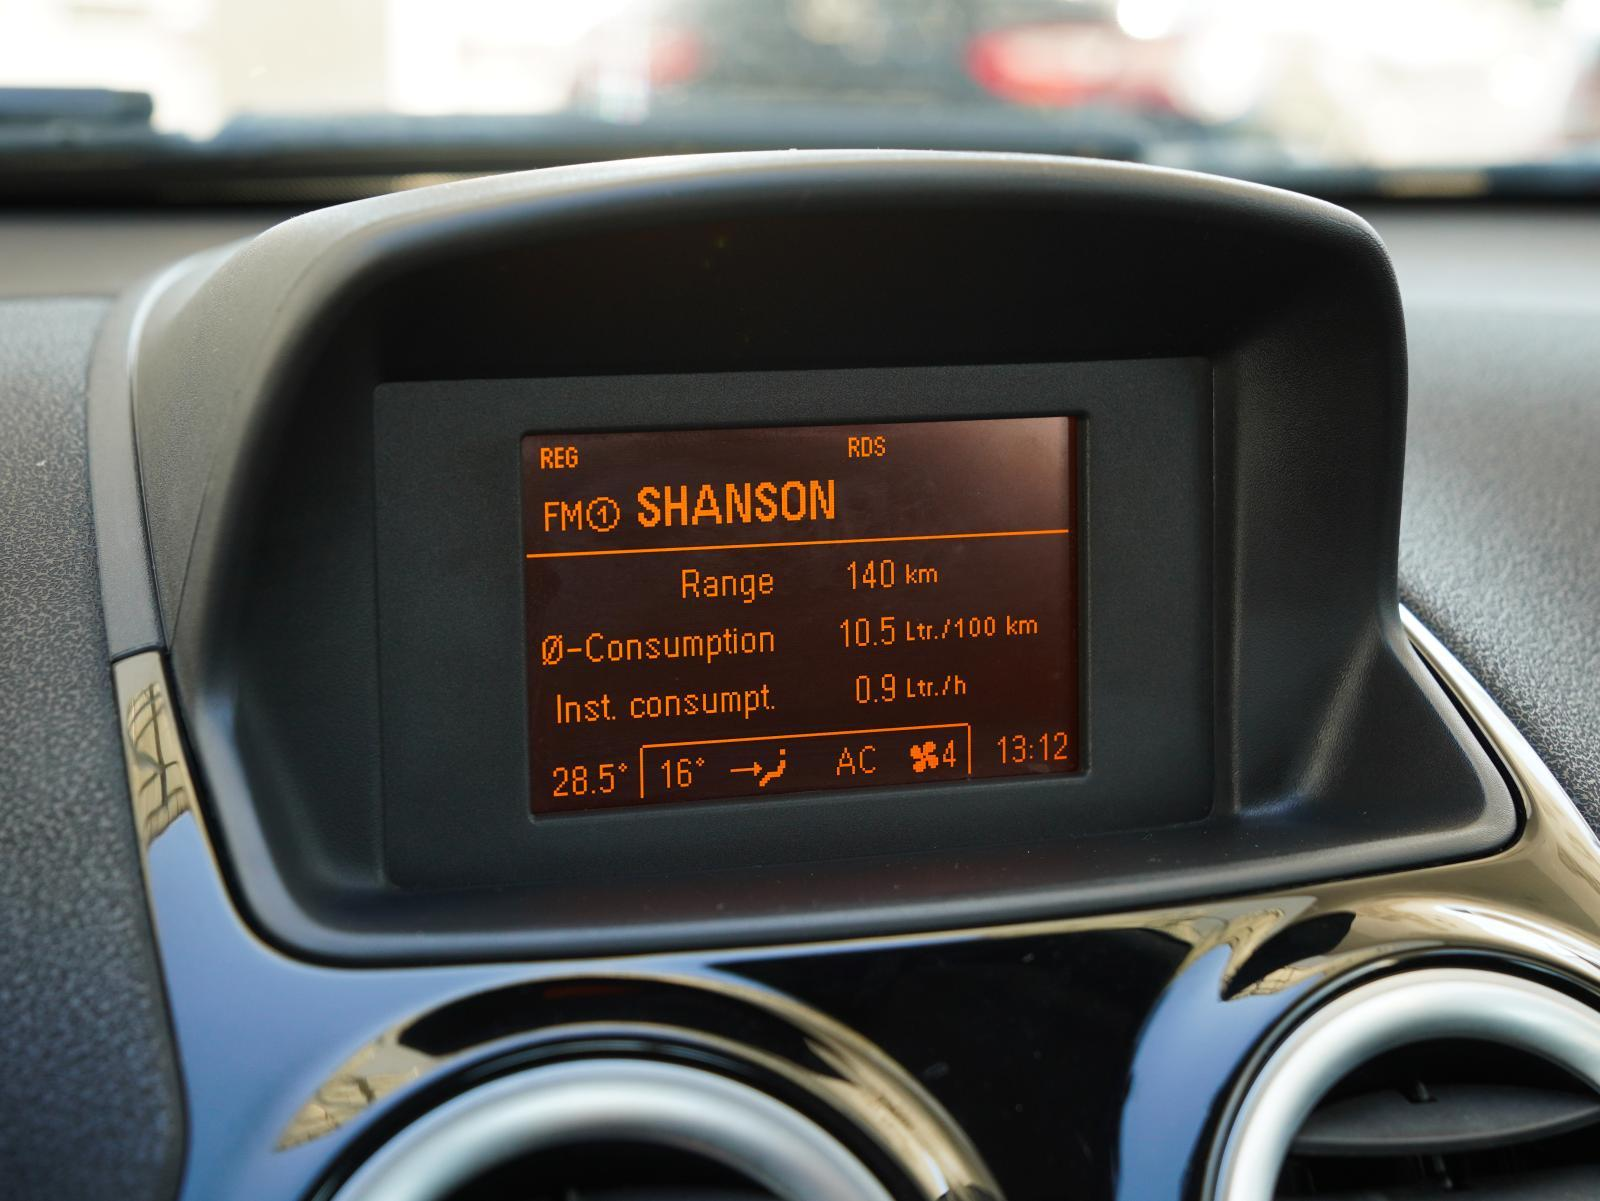 REG RDS
FM① SHANSON
Range 140 km
Ø-Consumption 10.5 Ltr./100 km
Inst. consumpt. 0.9 Ltr./h
28.5° 16° AC 4 13:12